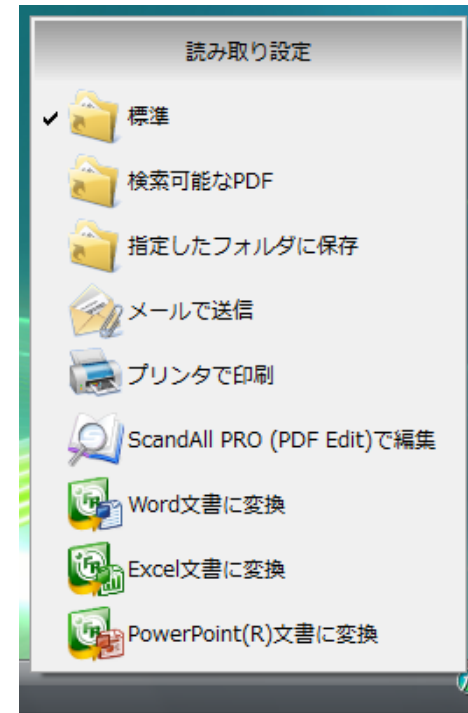 読み取り設定
標準
検索可能なPDF
指定したフォルダに保存
メールで送信
プリンタで印刷
ScandAll PRO (PDF Edit)で編集
Word文書に変換
Excel文書に変換
PowerPoint(R)文書に変換